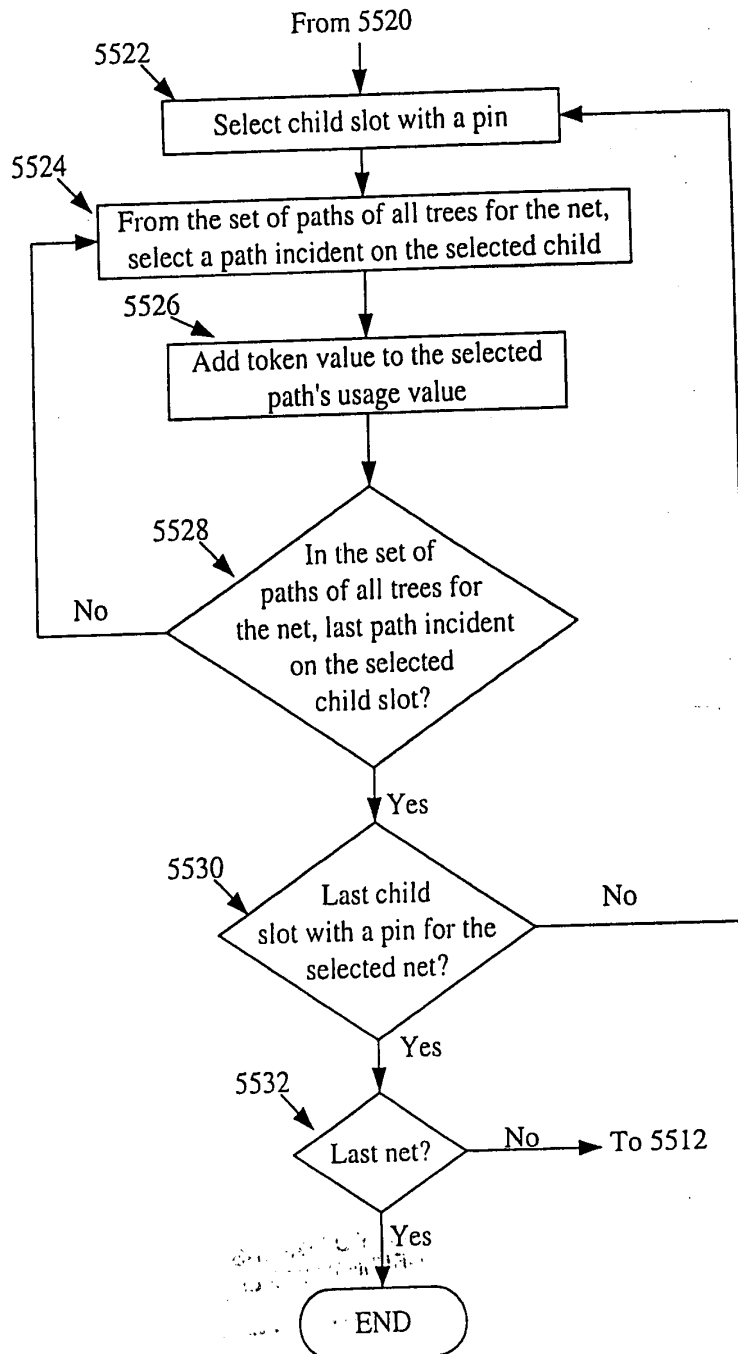 From 5520
5522
Select child slot with a pin
5524
From the set of paths of all trees for the net,
select a path incident on the selected child
5526
Add token value to the selected
path's usage value
5528
In the set of
paths of all trees for
the net, last path incident
on the selected
child slot?
No
Yes
5530
Last child
slot with a pin for the
selected net?
No
Yes
5532
Last net?
No
To 5512
Yes
END